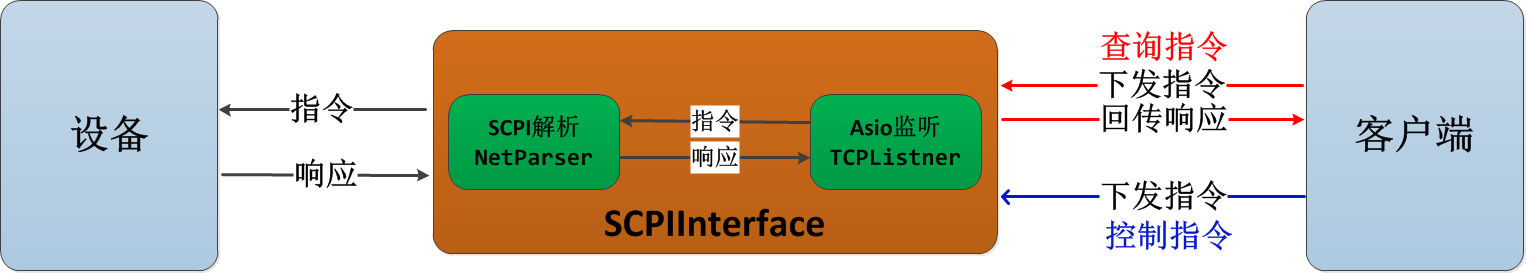 设备
指令
响应
SCPI解析
NetParser
指令
响应
Asio监听
TCPListner
SCPIInterface
查询指令
下发指令
回传响应
下发指令
控制指令
客户端